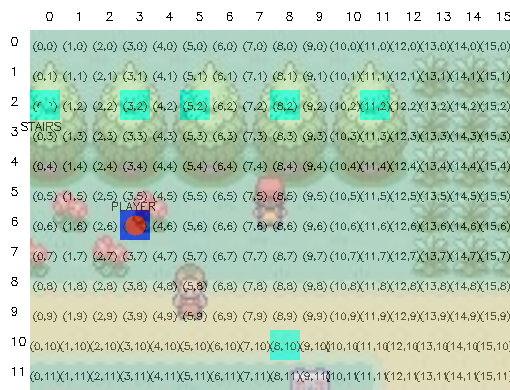 0 1 2 3 4 5 6 7 8 9 10 11 12 13 14 15
0 (0,0) (1,0) (2,0) (3,0) (4,0) (5,0) (6,0) (7,0) (8,0) (9,0) (10,0) (11,0) (12,0) (13,0) (14,0) (15,0)
1 (0,1) (1,1) (2,1) (3,1) (4,1) (5,1) (6,1) (7,1) (8,1) (9,1) (10,1) (11,1) (12,1) (13,1) (14,1) (15,1)
2 (1,2) (2,2) (3,2) (4,2) (5,2) (6,2) (7,2) (8,2) (9,2) (10,2) (11,2) (12,2) (13,2) (14,2) (15,2)
STAIRS
3 (0,3) (1,3) (2,3) (3,3) (4,3) (5,3) (6,3) (7,3) (8,3) (9,3) (10,3) (11,3) (12,3) (13,3) (14,3) (15,3)
4 (0,4) (1,4) (2,4) (3,4) (4,4) (5,4) (6,4) (7,4) (8,4) (9,4) (10,4) (11,4) (12,4) (13,4) (14,4) (15,4)
5 (0,5) (1,5) (2,5) (3,5) (4,5) (5,5) (6,5) (7,5) (8,5) (9,5) (10,5) (11,5) (12,5) (13,5) (14,5) (15,5)
PLAYER
6 (0,6) (1,6) (2,6) (4,6) (5,6) (6,6) (7,6) (8,6) (9,6) (10,6) (11,6) (12,6) (13,6) (14,6) (15,6)
7 (0,7) (1,7) (2,7) (3,7) (4,7) (5,7) (6,7) (7,7) (8,7) (9,7) (10,7) (11,7) (12,7) (13,7) (14,7) (15,7)
8 (0,8) (1,8) (2,8) (3,8) (4,8) (5,8) (6,8) (7,8) (8,8) (9,8) (10,8) (11,8) (12,8) (13,8) (14,8) (15,8)
9 (0,9) (1,9) (2,9) (3,9) (4,9) (5,9) (6,9) (7,9) (8,9) (9,9) (10,9) (11,9) (12,9) (13,9) (14,9) (15,9)
10 (0,10) (1,10) (2,10) (3,10) (4,10) (5,10) (6,10) (7,10) (8,10) (9,10) (10,10) (11,10) (12,10) (13,10) (14,10) (15,10)
11 (0,11) (1,11) (2,11) (3,11) (4,11) (5,11) (6,11) (7,11) (8,11) (9,11) (10,11) (11,11) (12,11) (13,11) (14,11) (15,11)